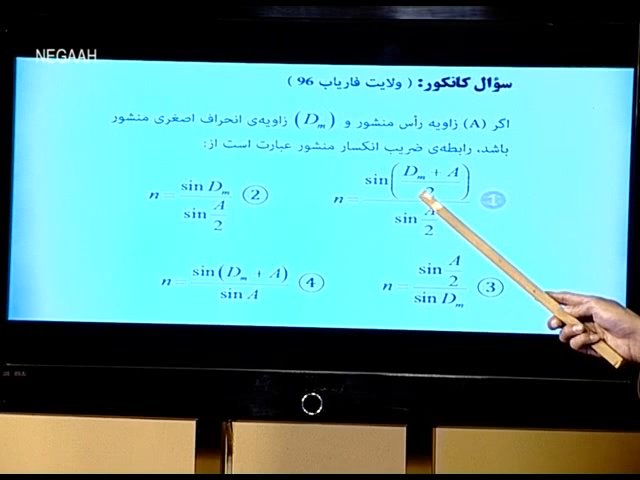 NEGAAH
سؤال کانکور: ( ولایت فاریاب 96 )
اگر (A) زاویه رأس منشور و (Dm) زاویه‌ی انحراف اصغری منشور
باشد، رابطه‌ی ضریب انکسار منشور عبارت است از:
① n = sin((Dm + A)/2) / sin(A/2)
② n = sin Dm / sin(A/2)
③ n = sin(A/2) / sin Dm
④ n = sin(Dm + A) / sin A